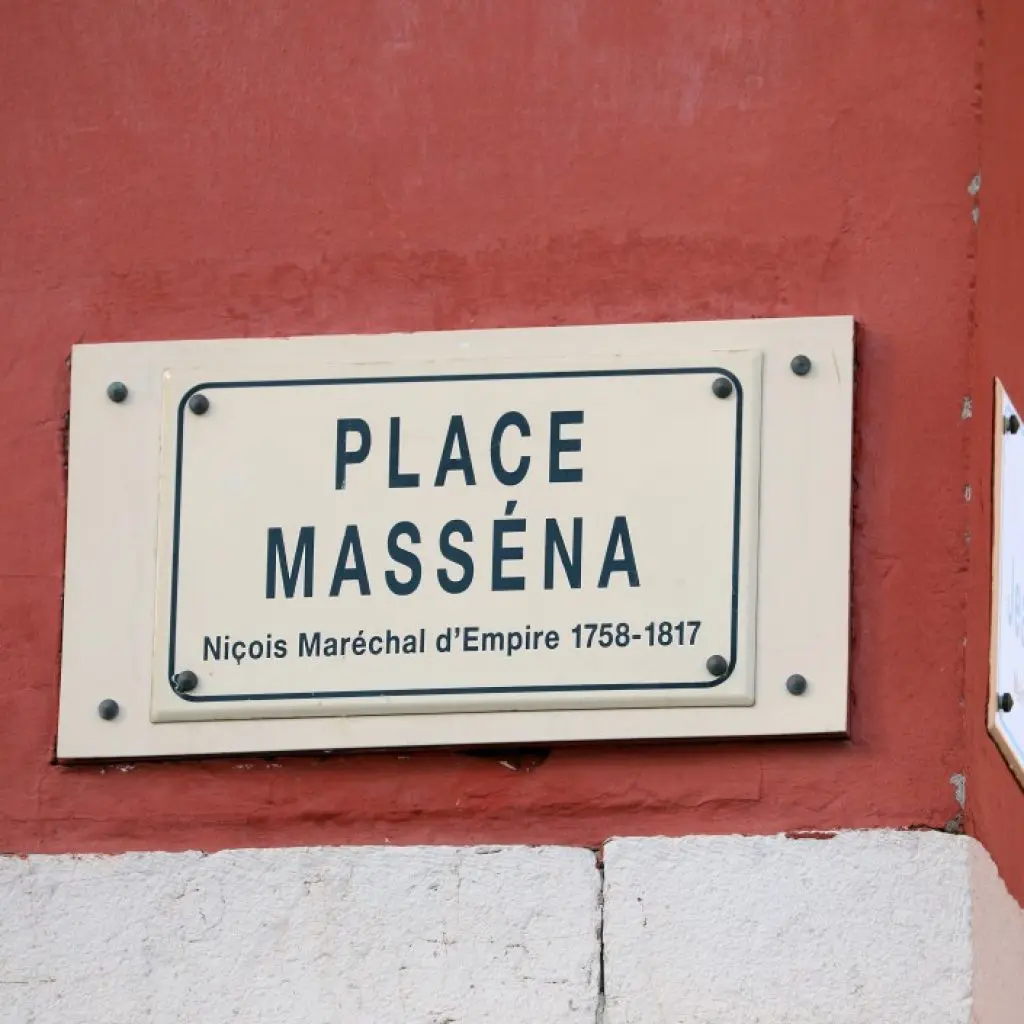 PLACE
MASSÉNA
Niçois Maréchal d'Empire 1758-1817